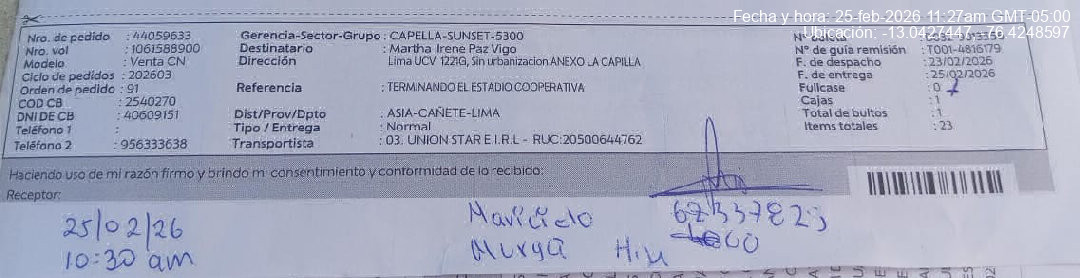 Fecha y hora: 25-feb-2026 11:27am GMT-05:00
Ubicación: -13.0427447, -76.4248597
Nro. de pedido : 44059633
Nro. vol : 1061588900
Modelo : Venta CN
Ciclo de pedidos : 202603
Orden de pedido : 91
COD CB : 2540270
DNI DE CB : 40609151
Teléfono 1 :
Teléfono 2 : 956333638
Gerencia-Sector-Grupo : CAPELLA-SUNSET-5300
Destinatario : Martha Irene Paz Vigo
Dirección : Lima UCV 122IG, Sin urbanizacion ANEXO LA CAPILLA
Referencia : TERMINANDO EL ESTADIO COOPERATIVA
Dist/Prov/Dpto : ASIA-CAÑETE-LIMA
Tipo / Entrega : Normal
Transportista : 03. UNION STAR E.I.R.L - RUC:20500644762
N° de guía remisión : T001-4816179
F. de despacho : 23/02/2026
F. de entrega : 25/02/2026
Fullcase : 0
Cajas : 1
Total de bultos : 1
Items totales : 23
Haciendo uso de mi razón firmo y brindo mi consentimiento y conformidad de lo recibido:
Receptor:
25/02/26
10:30 am
Murga